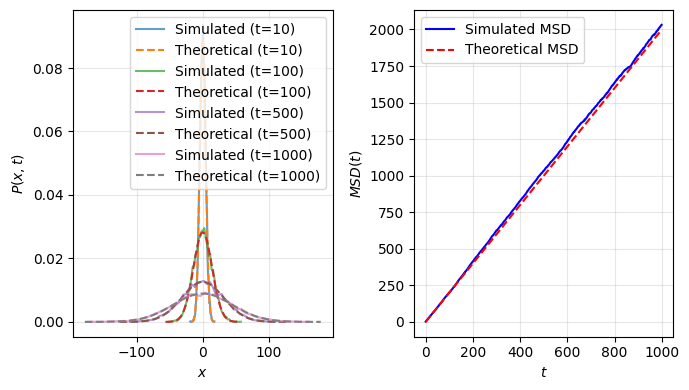 Simulated (t=10)
Theoretical (t=10)
Simulated (t=100)
Theoretical (t=100)
Simulated (t=500)
Theoretical (t=500)
Simulated (t=1000)
Theoretical (t=1000)
0.08
0.06
0.04
0.02
0.00
P(x, t)
−100
0
100
x
Simulated MSD
Theoretical MSD
2000
1750
1500
1250
1000
750
500
250
0
MSD(t)
0
200
400
600
800
1000
t